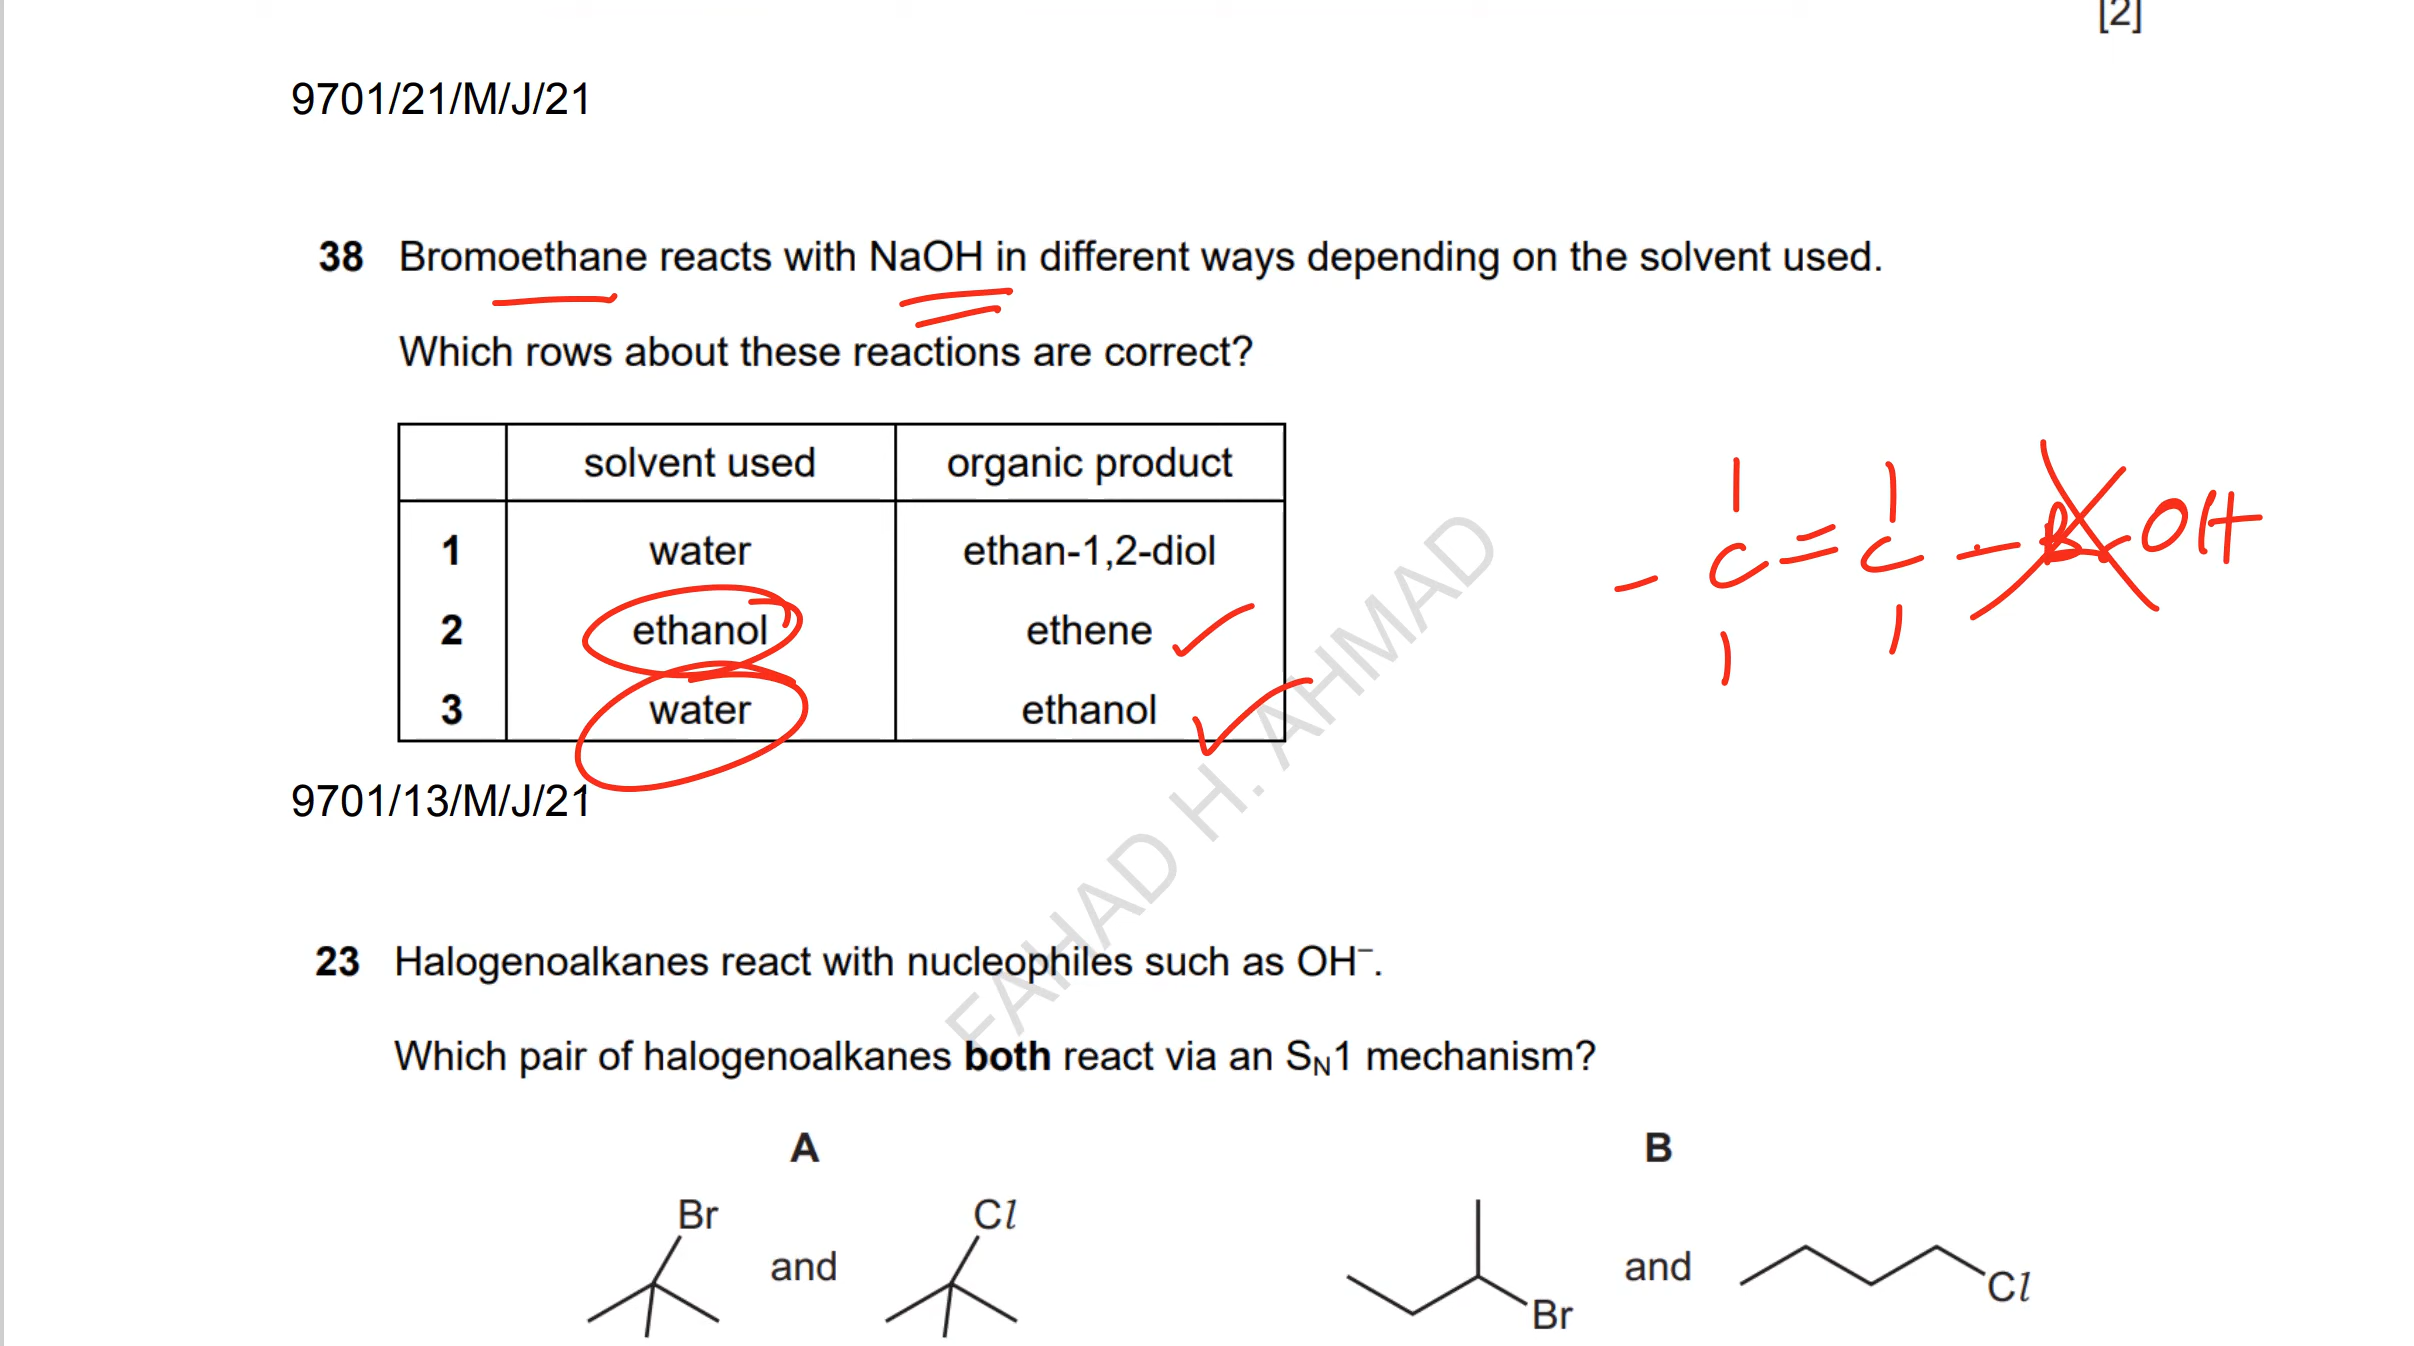 [2]
9701/21/M/J/21
38 Bromoethane reacts with NaOH in different ways depending on the solvent used.
Which rows about these reactions are correct?
solvent used organic product
1 water ethan-1,2-diol
2 ethanol ethene
3 water ethanol
C = C – OH
9701/13/M/J/21
FAHAD H. AHMAD
23 Halogenoalkanes react with nucleophiles such as OH⁻.
Which pair of halogenoalkanes both react via an SN1 mechanism?
A B
Br and Cl
Br and Cl